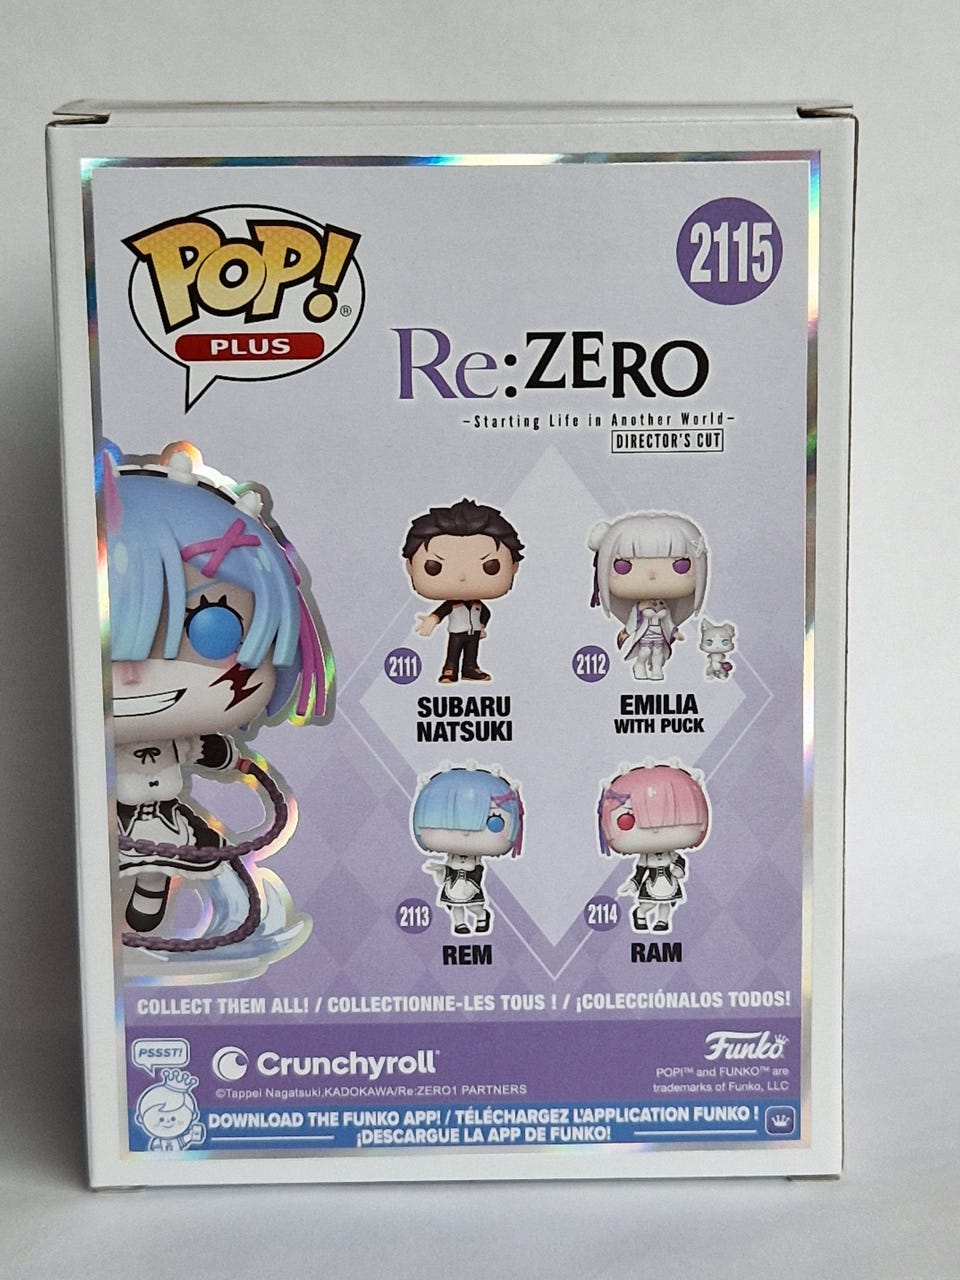 POP! ®
PLUS
2115
Re:ZERO
-Starting Life in Another World-
DIRECTOR'S CUT
2111
SUBARU
NATSUKI
2112
EMILIA
WITH PUCK
2113
REM
2114
RAM
COLLECT THEM ALL! / COLLECTIONNE-LES TOUS ! / ¡COLECCIÓNALOS TODOS!
PSSST!
Crunchyroll
©Tappei Nagatsuki,KADOKAWA/Re:ZERO1 PARTNERS
Funko
POP!™ and FUNKO™ are
trademarks of Funko, LLC
DOWNLOAD THE FUNKO APP! / TÉLÉCHARGEZ L'APPLICATION FUNKO !
¡DESCARGUE LA APP DE FUNKO!